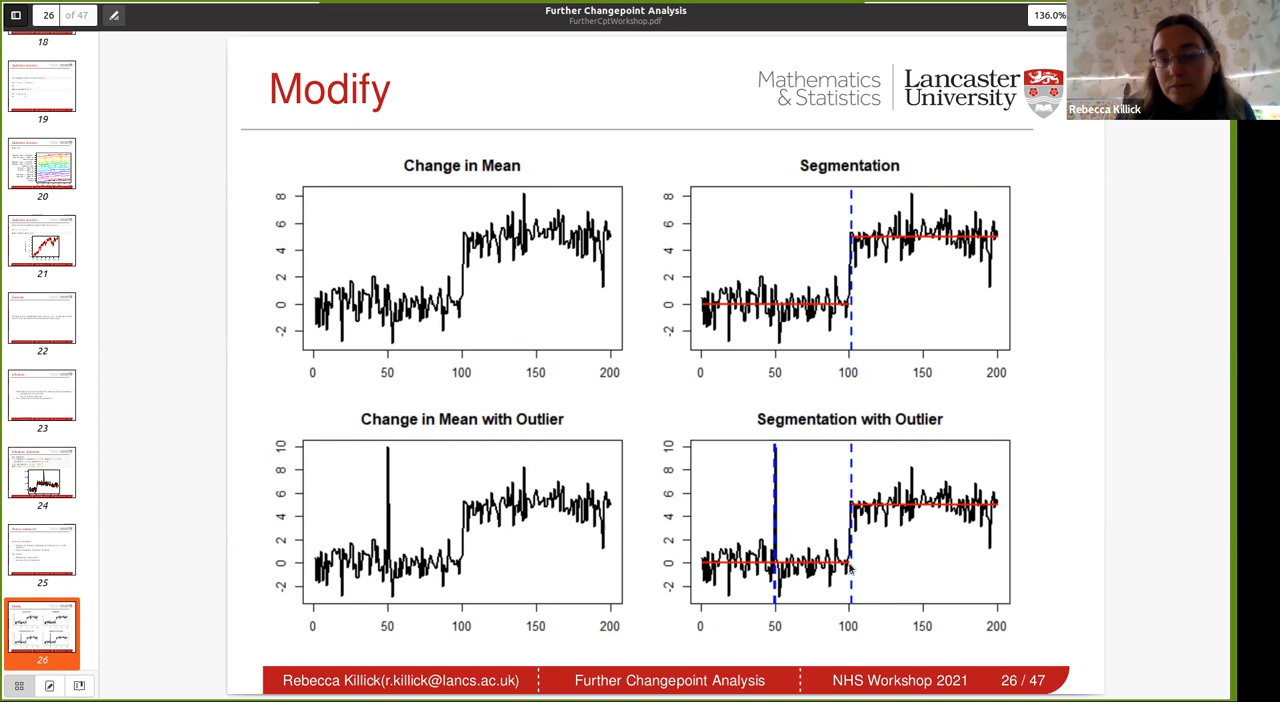 26 of 47
Further Changepoint Analysis
FurtherCptWorkshop.pdf
136.0%
Rebecca Killick
18
19
20
21
22
23
24
25
26
Modify
Mathematics
& Statistics
Lancaster
University
Change in Mean
8
6
4
2
0
-2
0 50 100 150 200
Segmentation
8
6
4
2
0
-2
0 50 100 150 200
Change in Mean with Outlier
10
8
6
4
2
0
-2
0 50 100 150 200
Segmentation with Outlier
10
8
6
4
2
0
-2
0 50 100 150 200
Rebecca Killick(r.killick@lancs.ac.uk)
Further Changepoint Analysis
NHS Workshop 2021
26 / 47